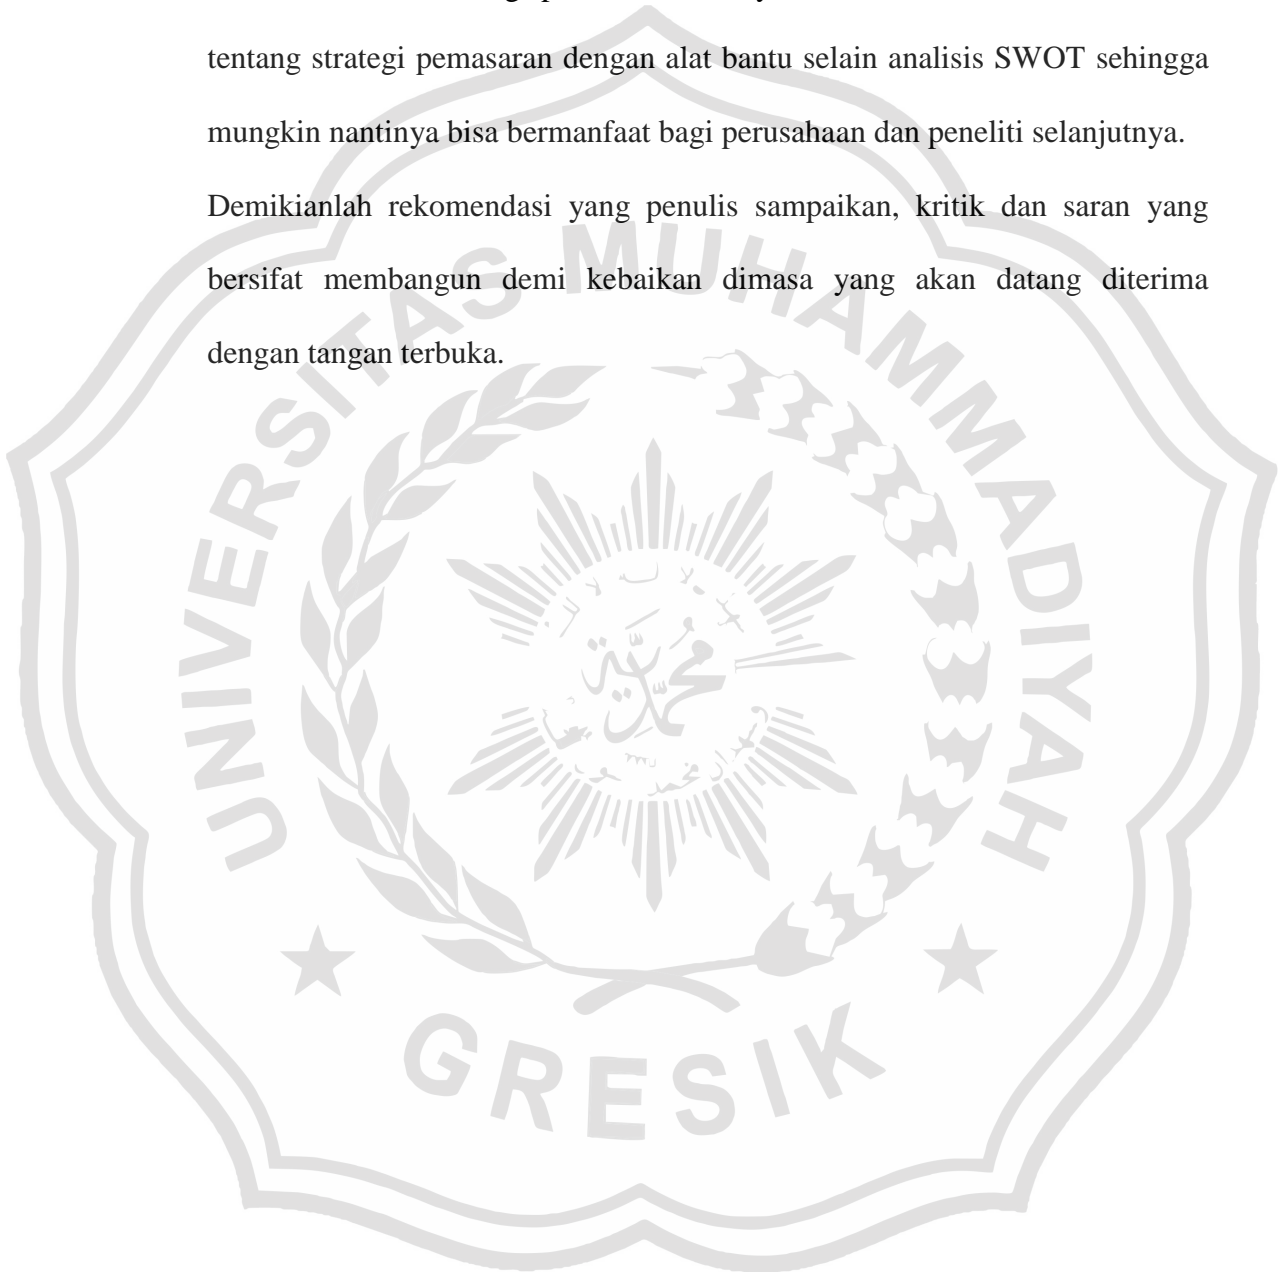 tentang strategi pemasaran dengan alat bantu selain analisis SWOT sehingga
mungkin nantinya bisa bermanfaat bagi perusahaan dan peneliti selanjutnya.
Demikianlah rekomendasi yang penulis sampaikan, kritik dan saran yang
bersifat membangun demi kebaikan dimasa yang akan datang diterima
dengan tangan terbuka.
UNIVERSITAS MUHAMMADIYAH
محمدية
GRESIK